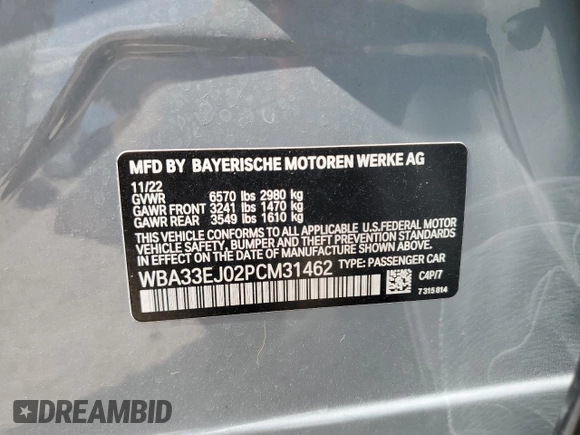 MFD BY BAYERISCHE MOTOREN WERKE AG
11/22
GVWR 6570 lbs 2980 kg
GAWR FRONT 3241 lbs 1470 kg
GAWR REAR 3549 lbs 1610 kg
THIS VEHICLE CONFORMS TO ALL APPLICABLE U.S.FEDERAL MOTOR
VEHICLE SAFETY, BUMPER, AND THEFT PREVENTION STANDARDS
IN EFFECT ON THE DATE OF MANUFACTURE SHOWN ABOVE.
WBA33EJ02PCM31462 TYPE: PASSENGER CAR
C4P/7
7 315 814
DREAMBID